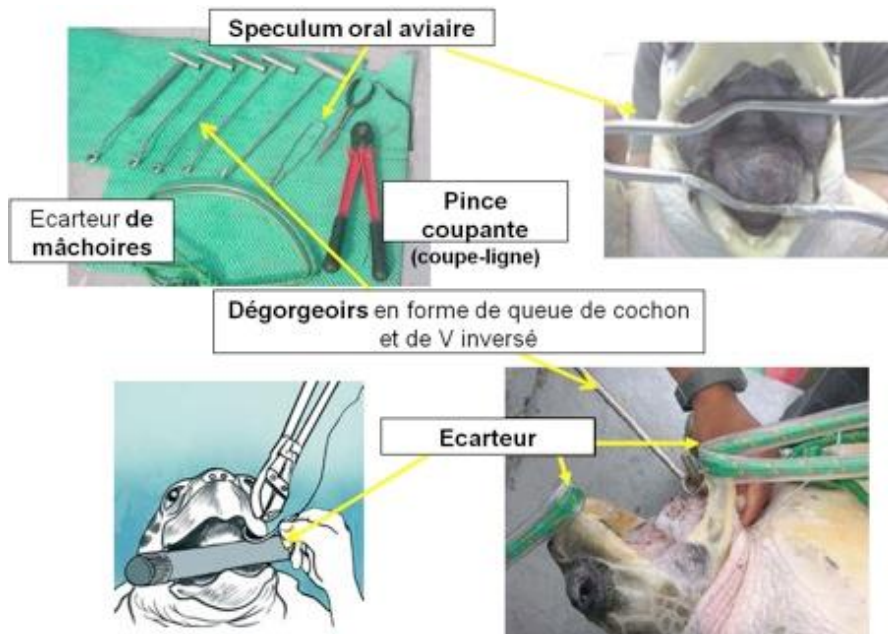 Speculum oral aviaire
Ecarteur de
mâchoires
Pince
coupante
(coupe-ligne)
Dégorgeoirs en forme de queue de cochon
et de V inversé
Ecarteur